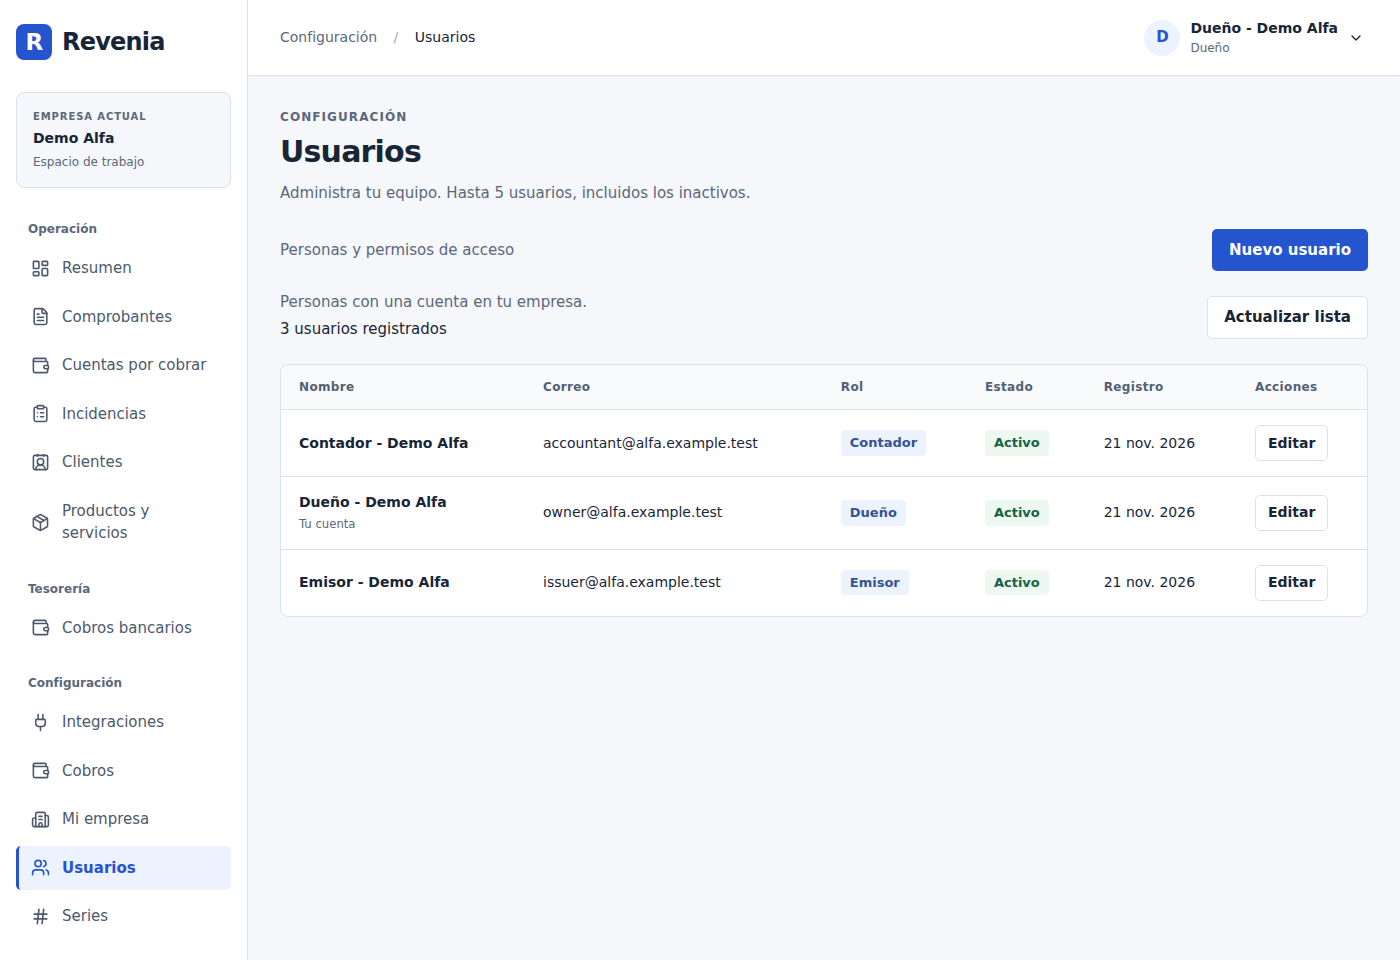 R Revenia
EMPRESA ACTUAL
Demo Alfa
Espacio de trabajo
Operación
Resumen
Comprobantes
Cuentas por cobrar
Incidencias
Clientes
Productos y
servicios
Tesorería
Cobros bancarios
Configuración
Integraciones
Cobros
Mi empresa
Usuarios
Series
Configuración / Usuarios
D
Dueño - Demo Alfa
Dueño
CONFIGURACIÓN
Usuarios
Administra tu equipo. Hasta 5 usuarios, incluidos los inactivos.
Personas y permisos de acceso
Nuevo usuario
Personas con una cuenta en tu empresa.
3 usuarios registrados
Actualizar lista
Nombre Correo Rol Estado Registro Acciones
Contador - Demo Alfa accountant@alfa.example.test Contador Activo 21 nov. 2026 Editar
Dueño - Demo Alfa owner@alfa.example.test Dueño Activo 21 nov. 2026 Editar
Tu cuenta
Emisor - Demo Alfa issuer@alfa.example.test Emisor Activo 21 nov. 2026 Editar